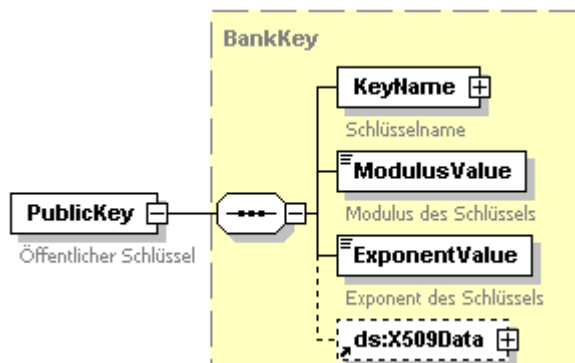 BankKey
KeyName
Schlüsselname
ModulusValue
Modulus des Schlüssels
PublicKey
Öffentlicher Schlüssel
ExponentValue
Exponent des Schlüssels
ds:X509Data